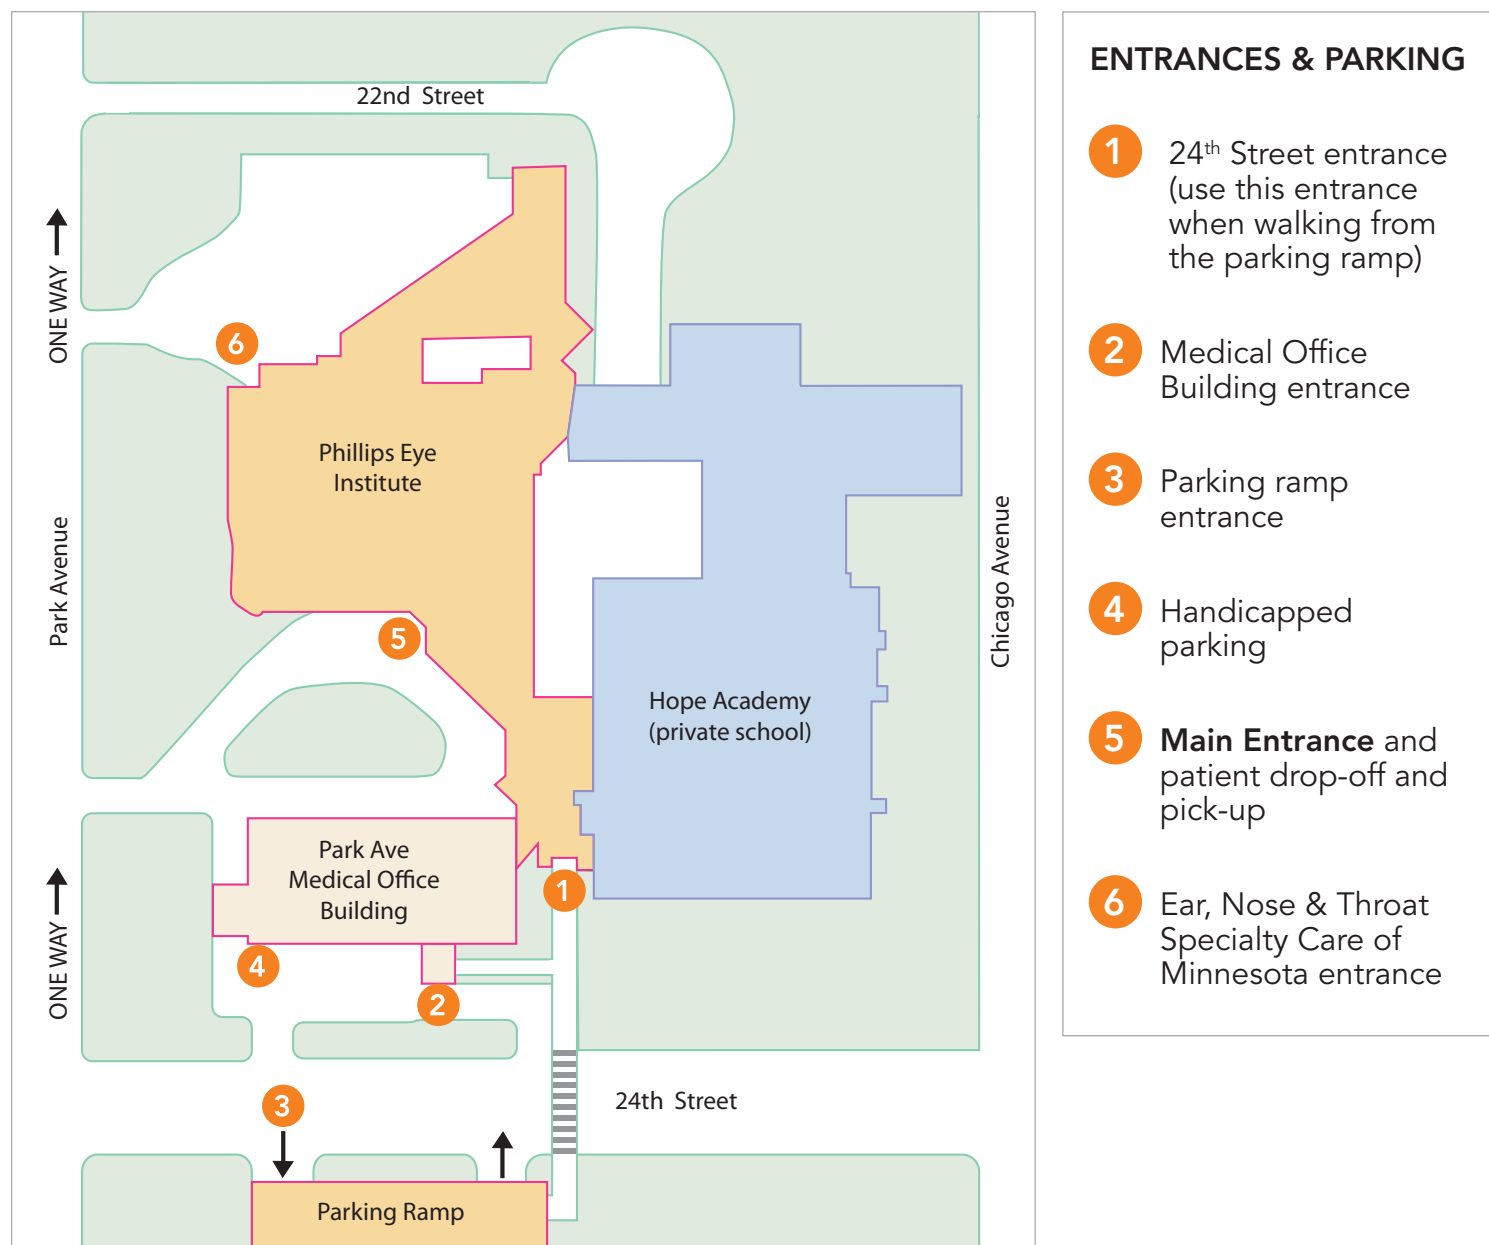 22nd Street
ONE WAY
6
Phillips Eye
Institute
Park Avenue
Chicago Avenue
5
Hope Academy
(private school)
Park Ave
Medical Office
Building
1
4
2
ONE WAY
3
24th Street
Parking Ramp
ENTRANCES & PARKING
1 24th Street entrance
(use this entrance
when walking from
the parking ramp)
2 Medical Office
Building entrance
3 Parking ramp
entrance
4 Handicapped
parking
5 Main Entrance and
patient drop-off and
pick-up
6 Ear, Nose & Throat
Specialty Care of
Minnesota entrance